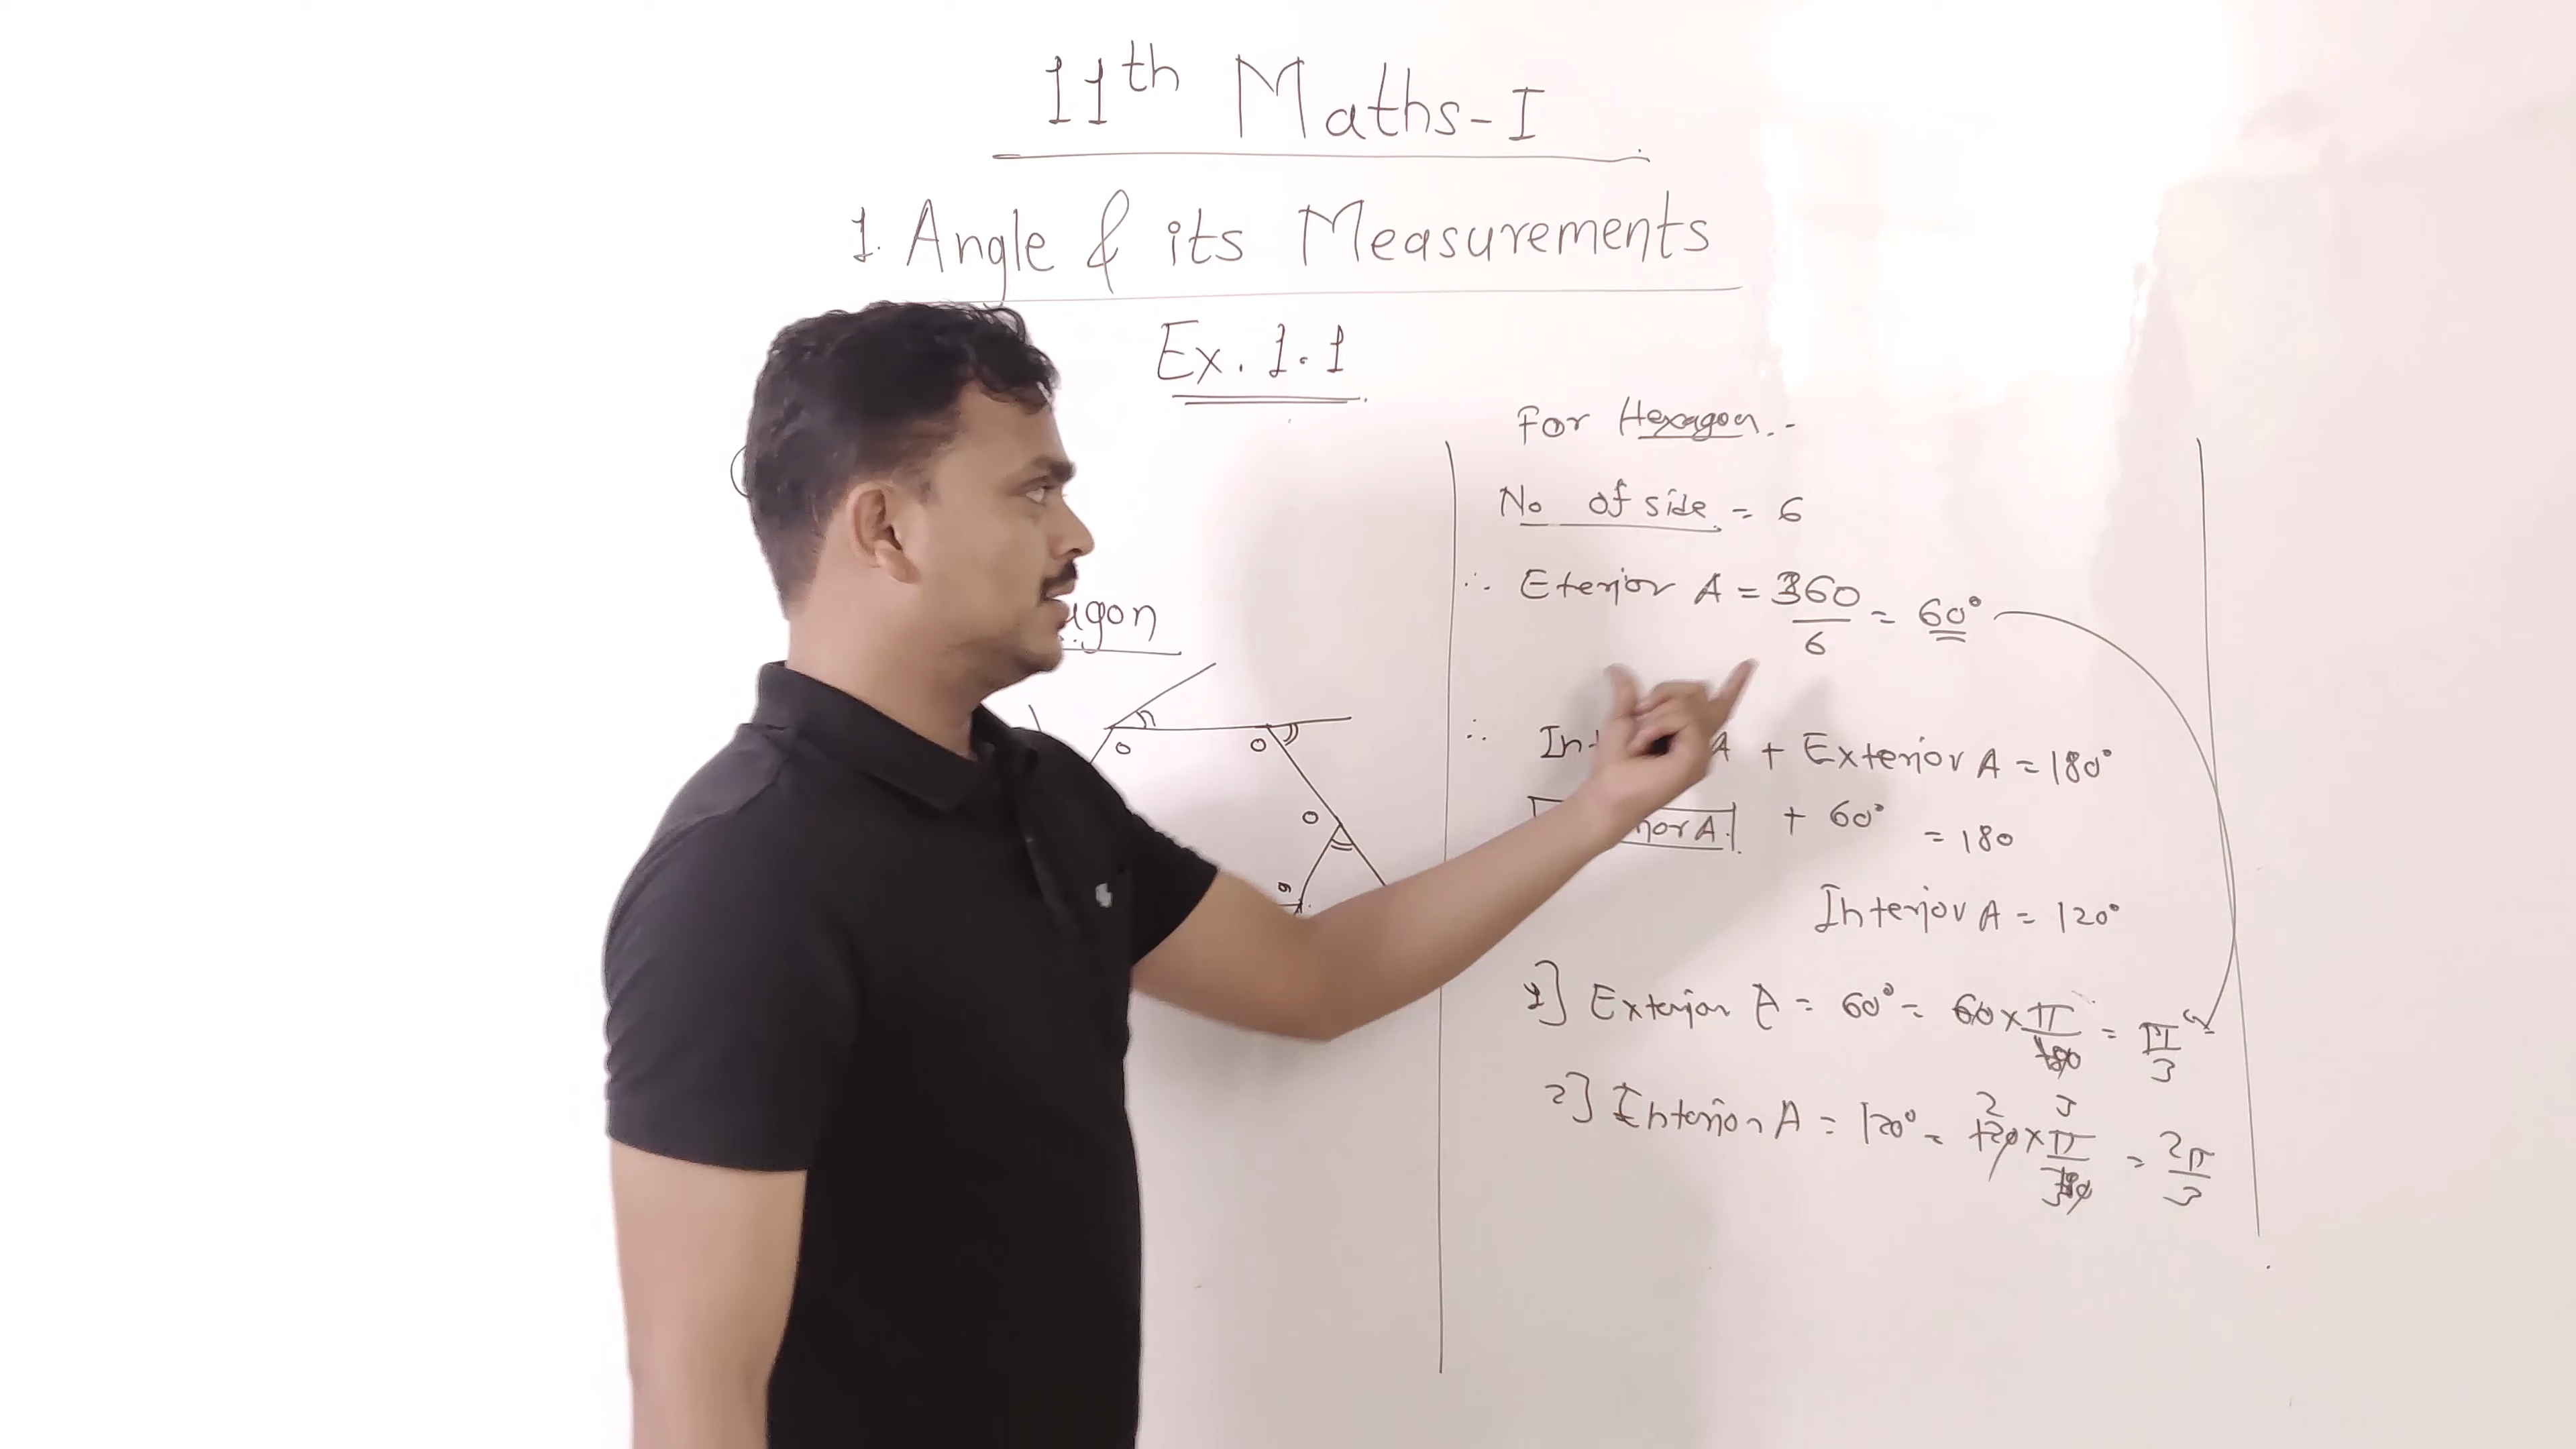 11th Maths-I
1. Angle & its Measurements
Ex. 1.1
agon
For Hexagon.-
No of side = 6
∴ Eterior A = 360/6 = 60°
∴ Int A + Exterior A = 180°
rior A. + 60° = 180
Interior A = 120°
1] Exterior A = 60° = 60 × π/180 = π/3 c
2] Interior A = 120° = 120 × π/180 = 2π/3